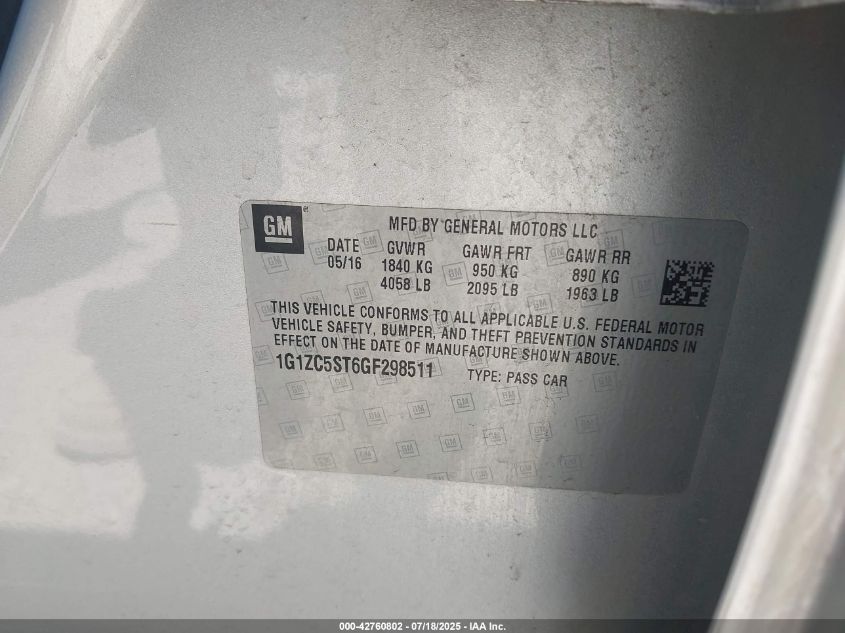 GM
MFD BY GENERAL MOTORS LLC
DATE GVWR GAWR FRT GAWR RR
05/16 1840 KG 950 KG 890 KG
4058 LB 2095 LB 1963 LB
THIS VEHICLE CONFORMS TO ALL APPLICABLE U.S. FEDERAL MOTOR
VEHICLE SAFETY, BUMPER, AND THEFT PREVENTION STANDARDS IN
EFFECT ON THE DATE OF MANUFACTURE SHOWN ABOVE.
1G1ZC5ST6GF298511 TYPE: PASS CAR
000-42760802 - 07/18/2025 - IAA Inc.